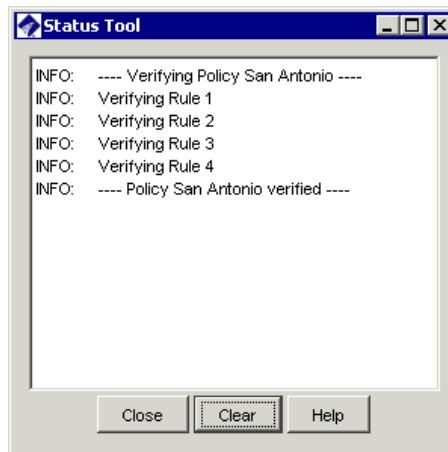 Status Tool
INFO: ---- Verifying Policy San Antonio ----
INFO: Verifying Rule 1
INFO: Verifying Rule 2
INFO: Verifying Rule 3
INFO: Verifying Rule 4
INFO: ---- Policy San Antonio verified ----
Close Clear Help